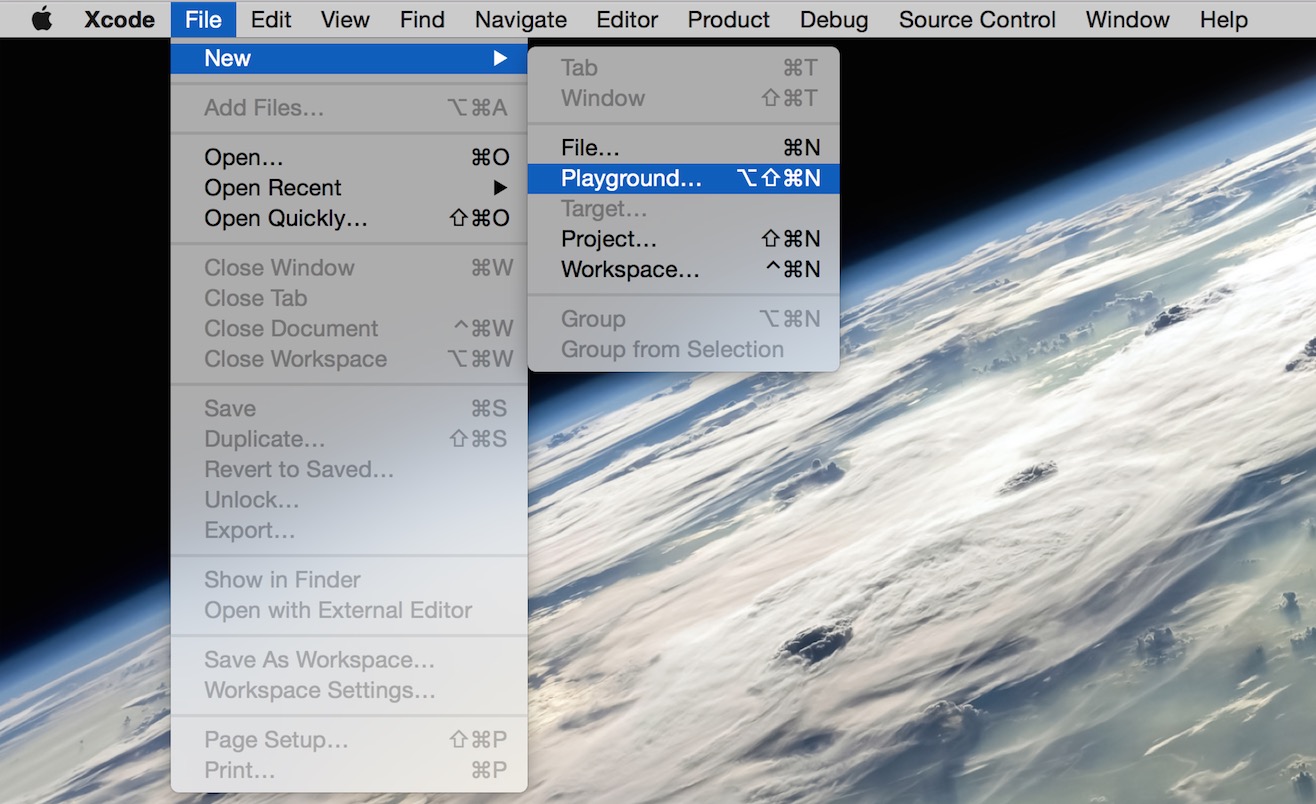 Xcode File Edit View Find Navigate Editor Product Debug Source Control Window Help
New ▶
Add Files… ⌥⌘A
Open… ⌘O
Open Recent ▶
Open Quickly… ⇧⌘O
Close Window ⌘W
Close Tab
Close Document ^⌘W
Close Workspace ⌥⌘W
Save ⌘S
Duplicate… ⇧⌘S
Revert to Saved…
Unlock…
Export…
Show in Finder
Open with External Editor
Save As Workspace…
Workspace Settings…
Page Setup… ⇧⌘P
Print… ⌘P
Tab ⌘T
Window ⇧⌘T
File… ⌘N
Playground… ⌥⇧⌘N
Target…
Project… ⇧⌘N
Workspace… ^⌘N
Group ⌥⌘N
Group from Selection